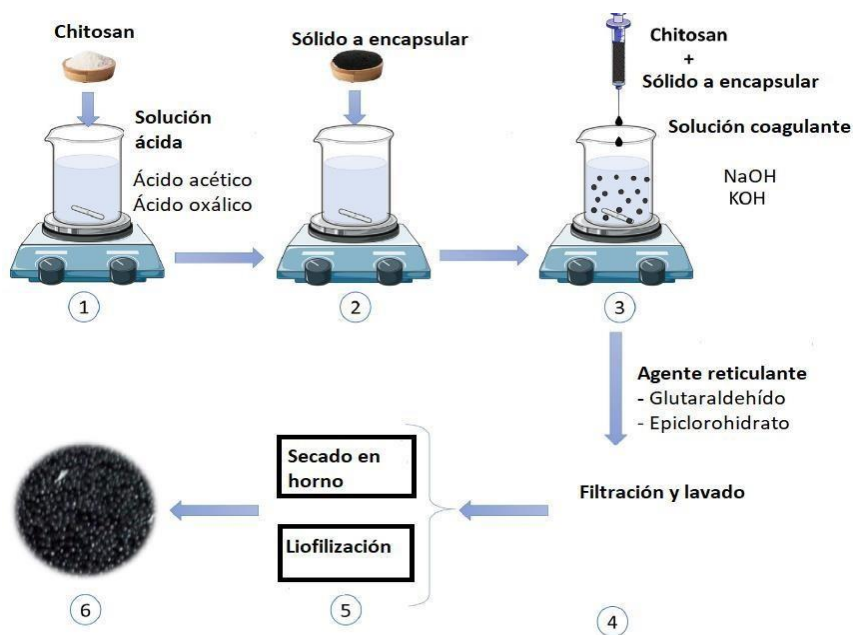 Chitosan
Solución
ácida
Ácido acético
Ácido oxálico
1
Sólido a encapsular
2
Chitosan
+
Sólido a encapsular
Solución coagulante
NaOH
KOH
3
Agente reticulante
- Glutaraldehído
- Epiclorohidrato
Filtración y lavado
4
Secado en
horno
Liofilización
5
6